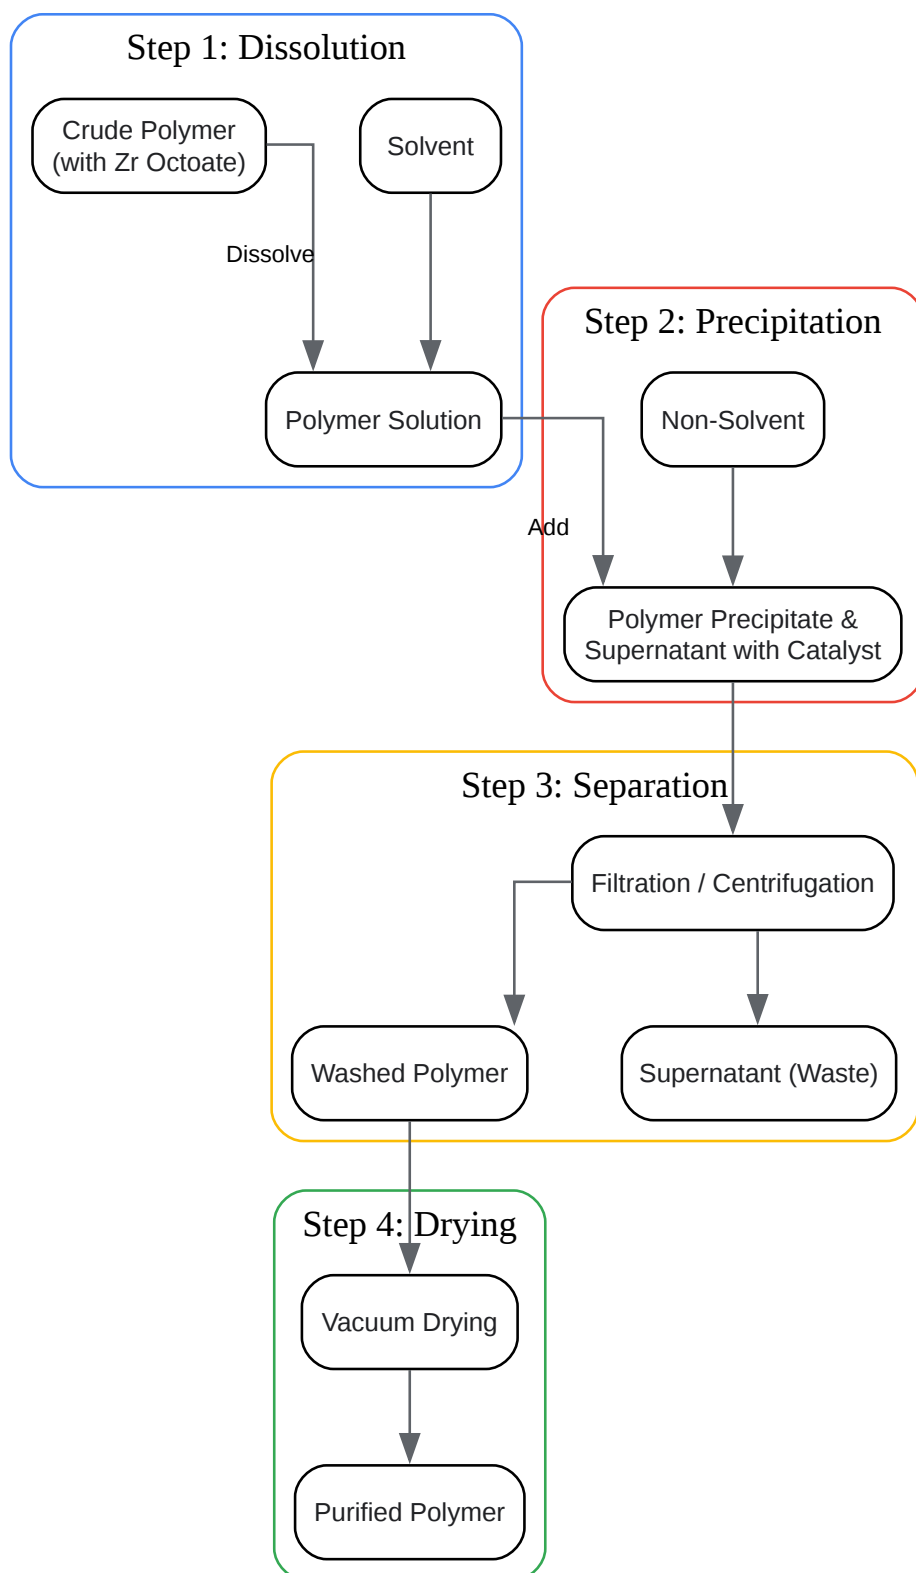 Step 1: Dissolution
Crude Polymer
(with Zr Octoate)
Solvent
Dissolve
Polymer Solution
Step 2: Precipitation
Non-Solvent
Add
Polymer Precipitate &
Supernatant with Catalyst
Step 3: Separation
Filtration / Centrifugation
Washed Polymer
Supernatant (Waste)
Step 4: Drying
Vacuum Drying
Purified Polymer